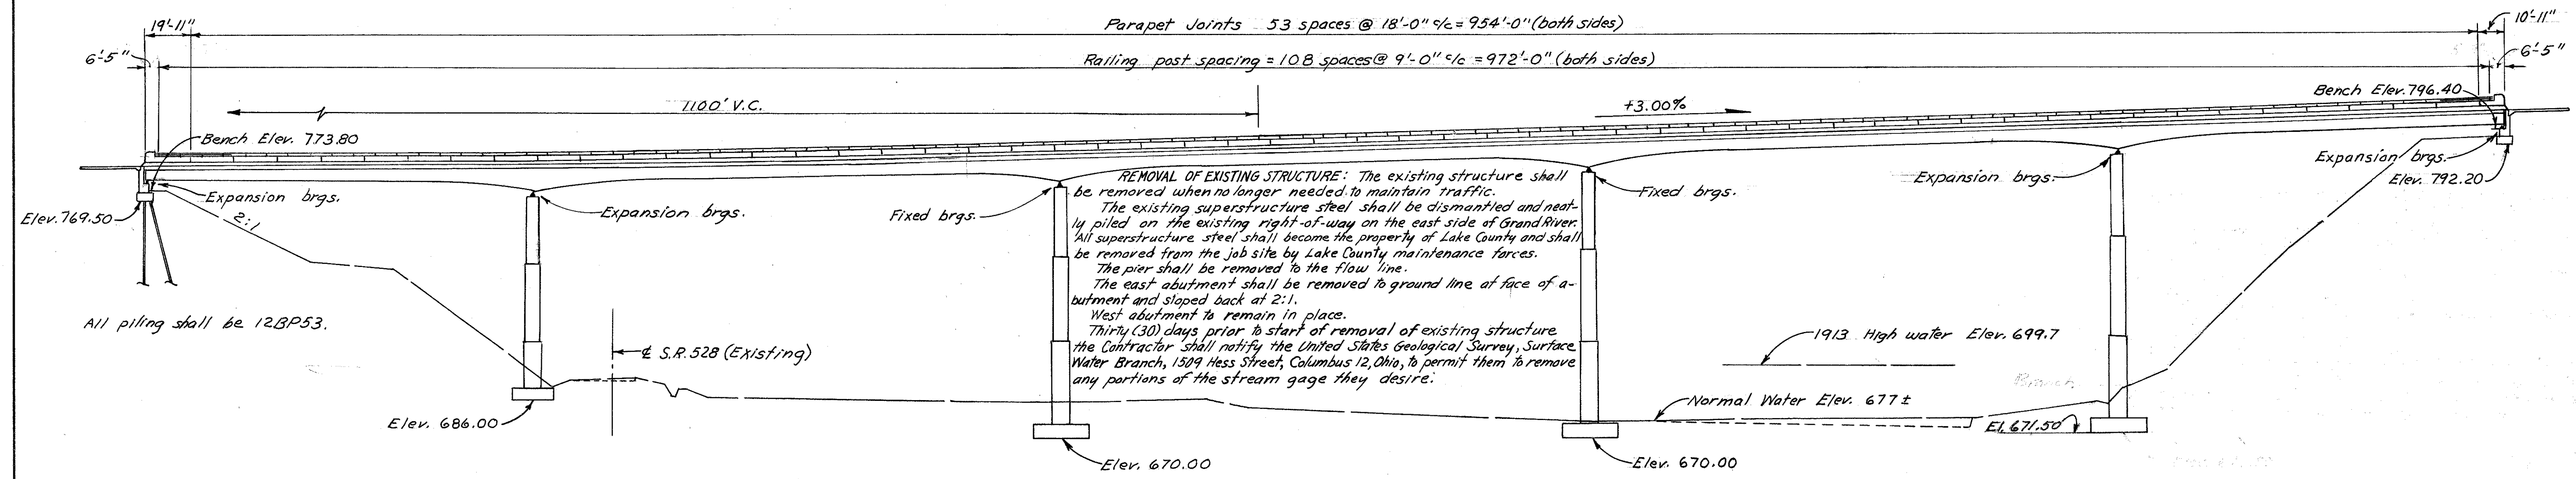 19'-11"
Parapet Joints 53 spaces @ 18'-0" c/c = 954'-0" (both sides)
10'-11"
6'-5"
Railing post spacing = 108 spaces @ 9'-0" c/c = 972'-0" (both sides)
6'-5"
1100' V.C.
+3.00%
Bench Elev. 796.40
Bench Elev. 773.80
Expansion brgs.
Elev. 769.50
2:1
Expansion brgs.
Fixed brgs.
Fixed brgs.
Expansion brgs.
Expansion brgs.
Elev. 792.20
REMOVAL OF EXISTING STRUCTURE: The existing structure shall
be removed when no longer needed to maintain traffic.
The existing superstructure steel shall be dismantled and neat-
ly piled on the existing right-of-way on the east side of Grand River.
All superstructure steel shall become the property of Lake County and shall
be removed from the job site by Lake County maintenance forces.
The pier shall be removed to the flow line.
The east abutment shall be removed to ground line at face of a-
butment and sloped back at 2:1.
West abutment to remain in place.
Thirty (30) days prior to start of removal of existing structure
the Contractor shall notify the United States Geological Survey, Surface
Water Branch, 1509 Hess Street, Columbus 12, Ohio, to permit them to remove
any portions of the stream gage they desire.
All piling shall be 12BP53.
℄ S.R. 528 (Existing)
1913 High water Elev. 699.7
Normal Water Elev. 677 ±
Elev. 686.00
El. 671.50
Elev. 670.00
Elev. 670.00